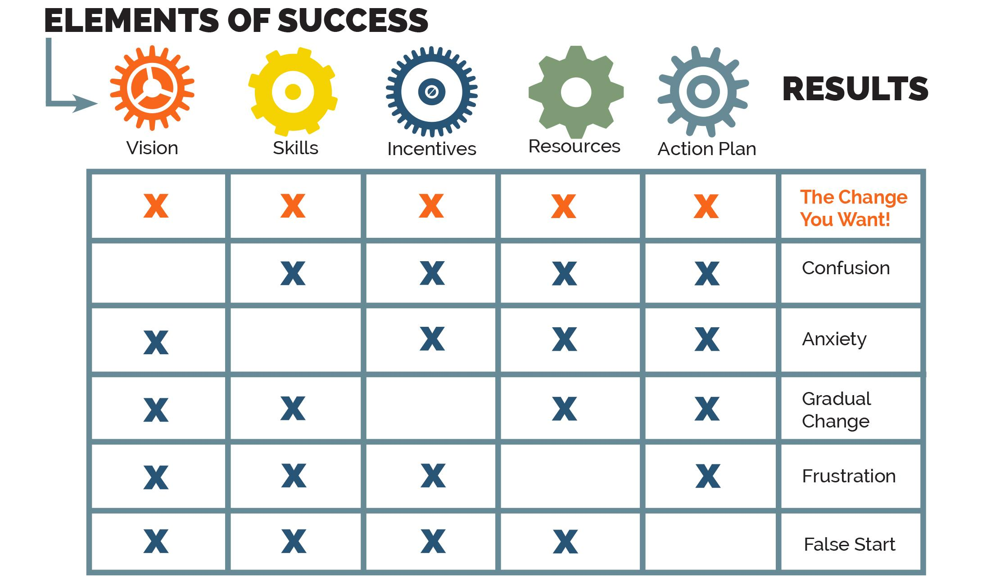 ELEMENTS OF SUCCESS
RESULTS
Vision Skills Incentives Resources Action Plan
X X X X X The Change
You Want!
X X X X Confusion
X X X X Anxiety
X X X X Gradual
Change
X X X X Frustration
X X X X False Start